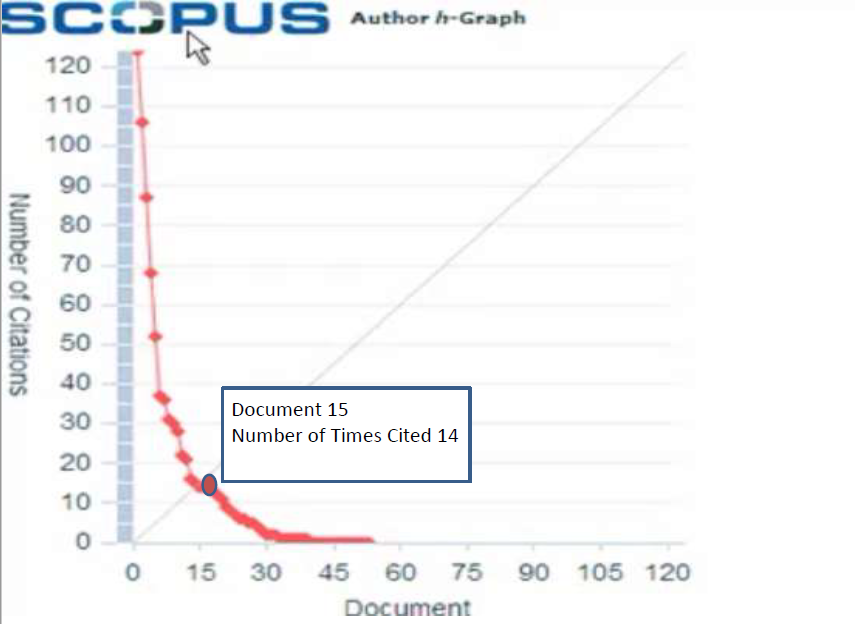 SCOPUS Author h-Graph
120
110
100
90
80
70
60
50
40
30
20
10
0
Number of Citations
Document 15
Number of Times Cited 14
0 15 30 45 60 75 90 105 120
Document